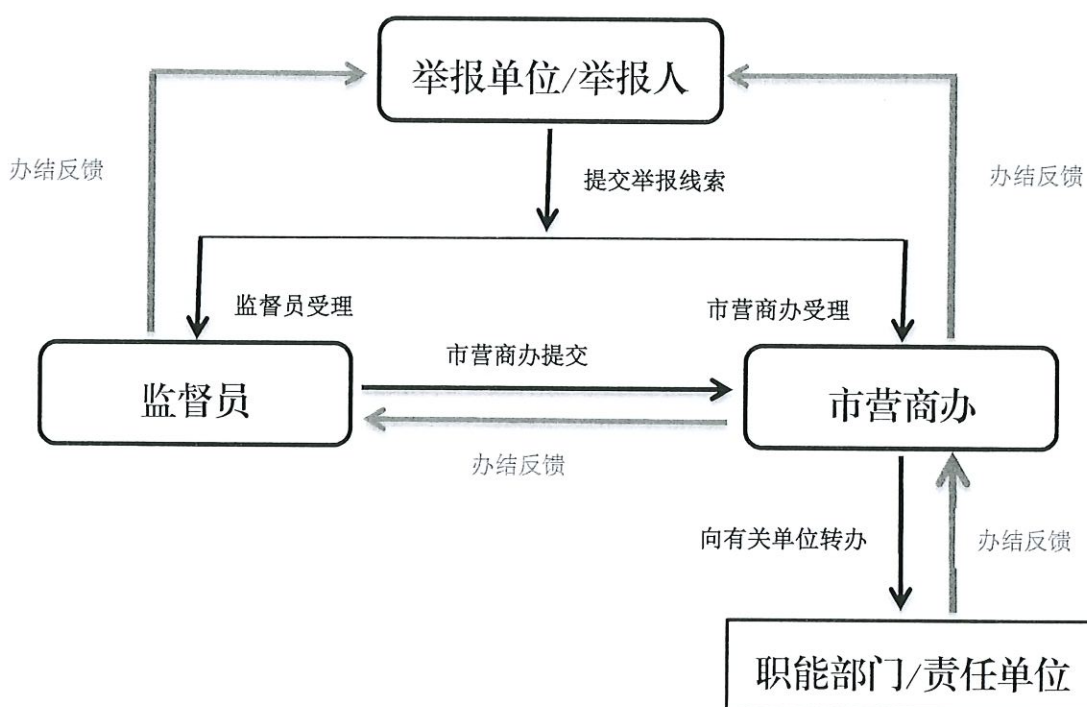 举报单位/举报人
办结反馈
提交举报线索
办结反馈
监督员受理
市营商办受理
市营商办提交
监督员
市营商办
办结反馈
向有关单位转办
办结反馈
职能部门/责任单位